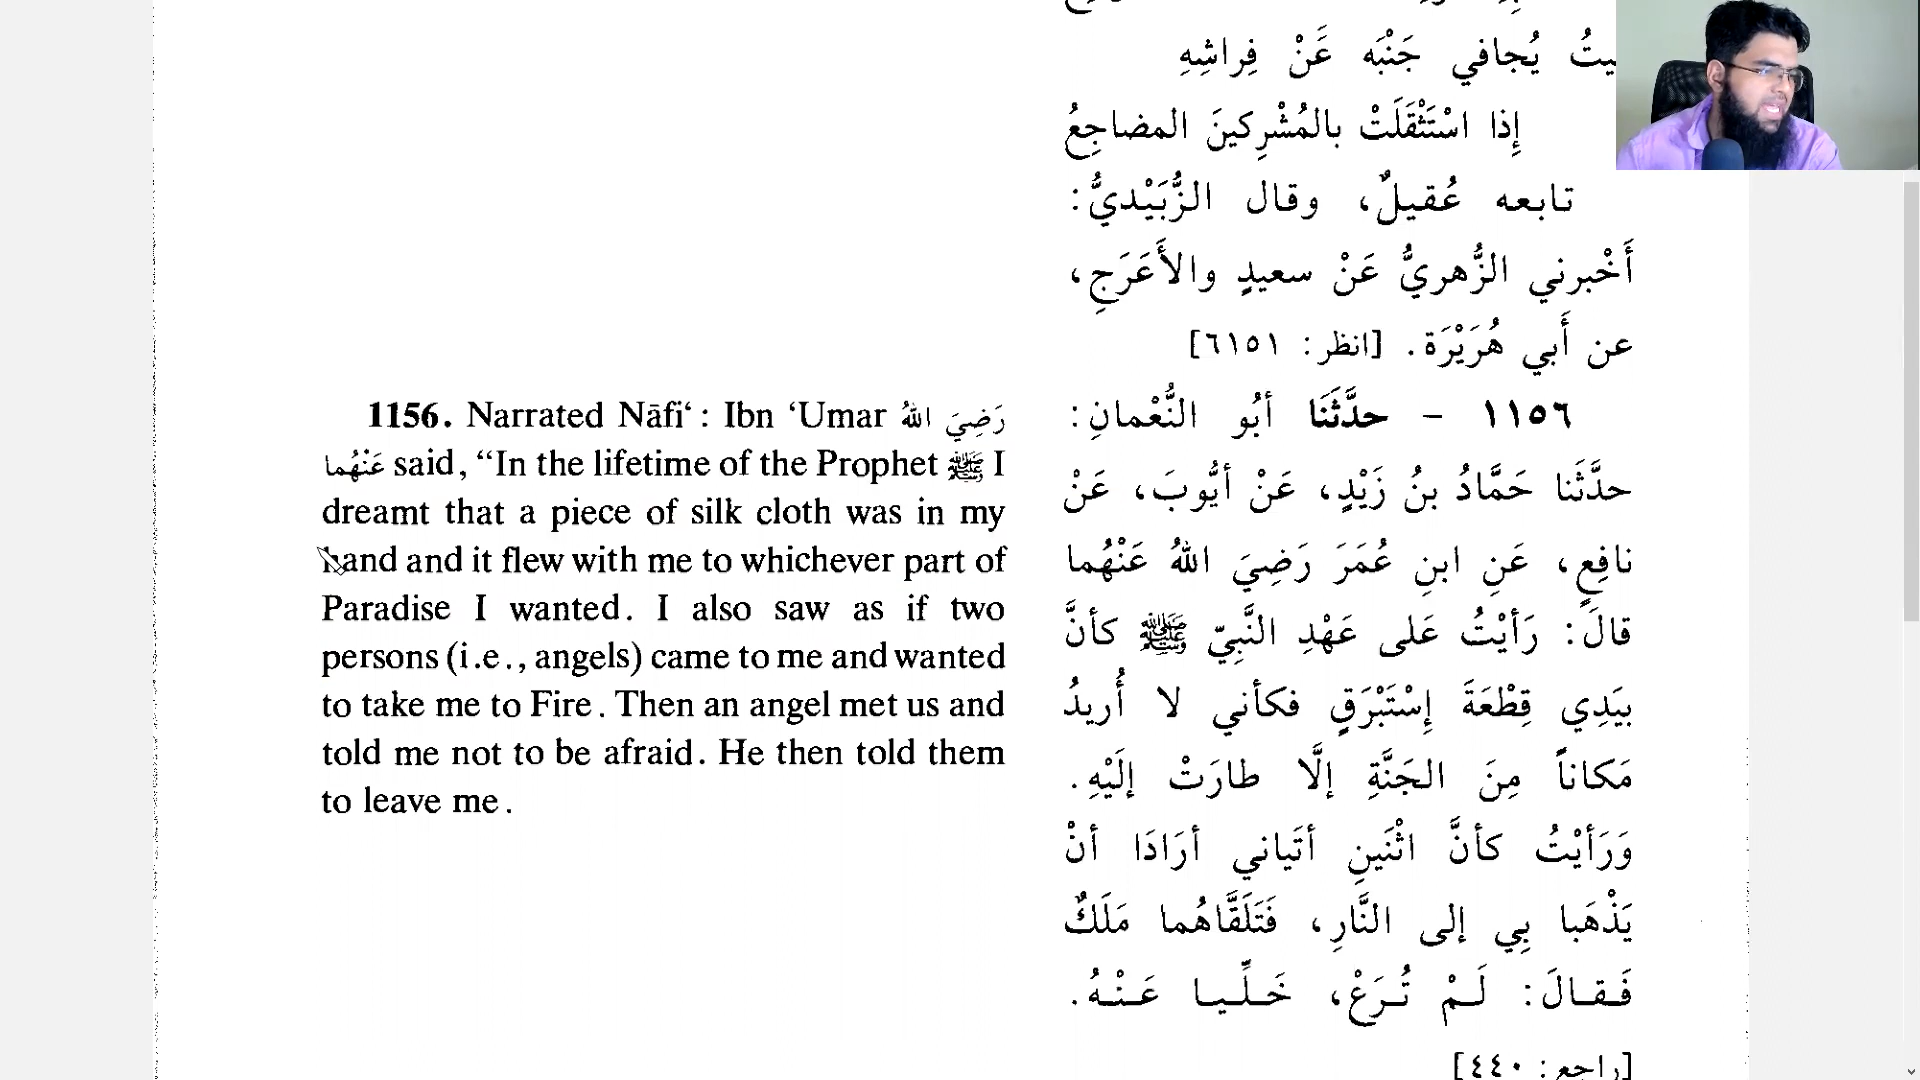 يُجافي جَنْبَه عَنْ فِراشِهِ
إِذا اسْتَثْقَلَتْ بالمُشْرِكينَ المضاجِعُ
تابعه عُقيلٌ، وقال الزُّبَيْديُّ:
أَخْبرني الزُّهريُّ عَنْ سعيدٍ والأَعَرَجِ،
عن أَبي هُرَيْرَة. [انظر: ٦١٥١]
1156. Narrated Nāfi‘: Ibn ‘Umar رَضِيَ اللهُ
عَنْهُما said, “In the lifetime of the Prophet ﷺ I
dreamt that a piece of silk cloth was in my
hand and it flew with me to whichever part of
Paradise I wanted. I also saw as if two
persons (i.e., angels) came to me and wanted
to take me to Fire. Then an angel met us and
told me not to be afraid. He then told them
to leave me.
١١٥٦ - حدَّثَنَا أبُو النُّعْمانِ:
حدَّثَنا حَمَّادُ بنُ زَيْدٍ، عَنْ أيُّوبَ، عَنْ
نافِعٍ، عَنِ ابنِ عُمَرَ رَضِيَ اللهُ عَنْهُما
قالَ: رَأيْتُ عَلى عَهْدِ النَّبِيّ ﷺ كأنَّ
بيَدِي قِطْعَةَ إسْتَبْرَقٍ فكأني لا أُريدُ
مَكاناً مِنَ الجَنَّةِ إلَّا طارَتْ إلَيْهِ.
وَرَأيْتُ كأنَّ اثْنَينِ أتَياني أرَادَا أنْ
يَذْهَبا بِي إلى النَّارِ، فَتَلَقَّاهُما مَلَكٌ
فَقالَ: لَمْ تُرَعْ، خَلِّيا عَنْهُ.
[راجع: ٤٤٠]